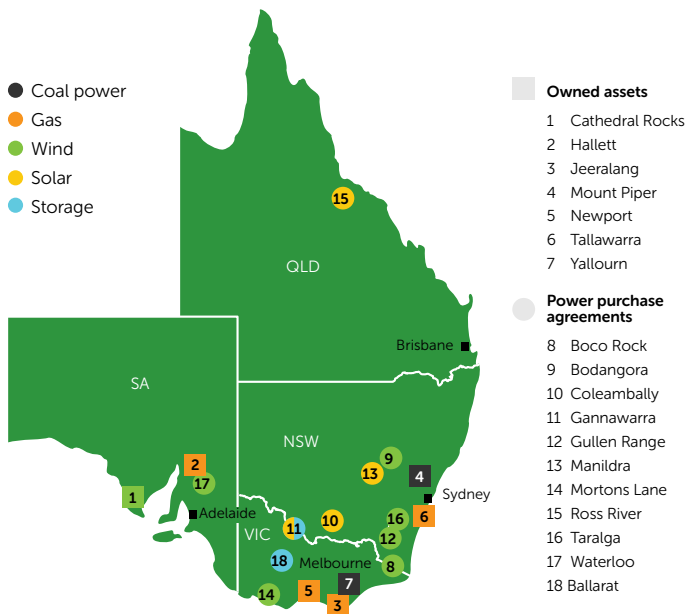 Coal power
Gas
Wind
Solar
Storage
Owned assets
1 Cathedral Rocks
2 Hallett
3 Jeeralang
4 Mount Piper
5 Newport
6 Tallawarra
7 Yallourn
Power purchase
agreements
8 Boco Rock
9 Bodangora
10 Coleambally
11 Gannawarra
12 Gullen Range
13 Manildra
14 Mortons Lane
15 Ross River
16 Taralga
17 Waterloo
18 Ballarat
15
QLD
Brisbane
SA
NSW
9
2
13
4
17
1
Sydney
Adelaide
16
6
10
11
VIC
12
18
Melbourne
8
7
5
14
3